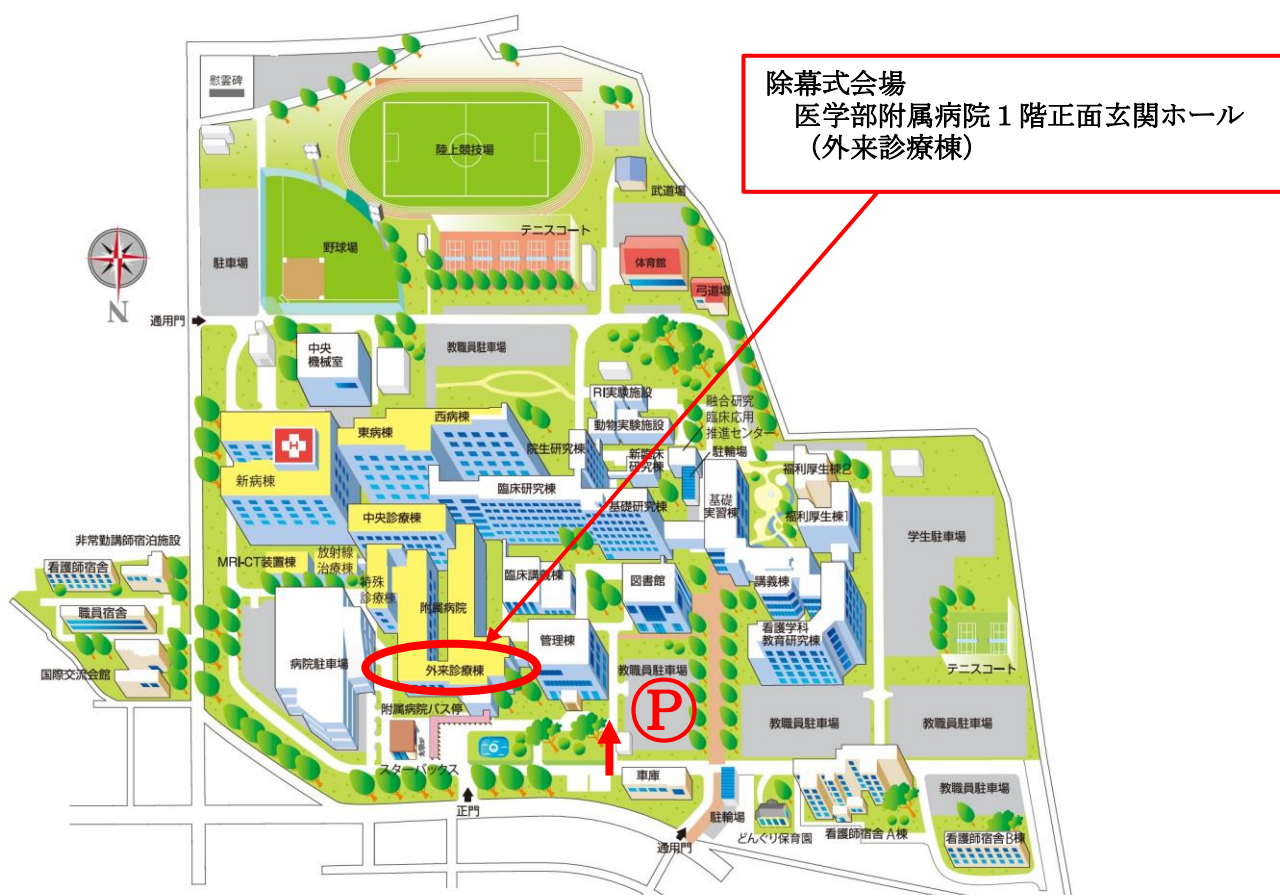 除幕式会場
医学部附属病院１階正面玄関ホール
（外来診療棟）
慰霊碑
陸上競技場
武道場
テニスコート
野球場
駐車場
体育館
弓道場
N
通用門
中央
機械室
教職員駐車場
RI実験施設
融合研究
臨床応用
推進センター
動物実験施設
駐輪場
西病棟
東病棟
院生研究棟
新臨床
研究棟
H
新病棟
臨床研究棟
基礎研究棟
基礎
実習棟
福利厚生棟2
福利厚生棟1
中央診療棟
学生駐車場
非常勤講師宿泊施設
看護師宿舎
MRI-CT装置棟
放射線
治療棟
特殊
診療棟
臨床講義棟
図書館
講義棟
職員宿舎
附属病院
看護学科
教育研究棟
管理棟
国際交流会館
病院駐車場
外来診療棟
教職員駐車場
テニスコート
P
附属病院バス停
教職員駐車場
教職員駐車場
スターバックス
車庫
正門
駐輪場
どんぐり保育園
看護師宿舎A棟
教職員駐車場
看護師宿舎B棟
通用門